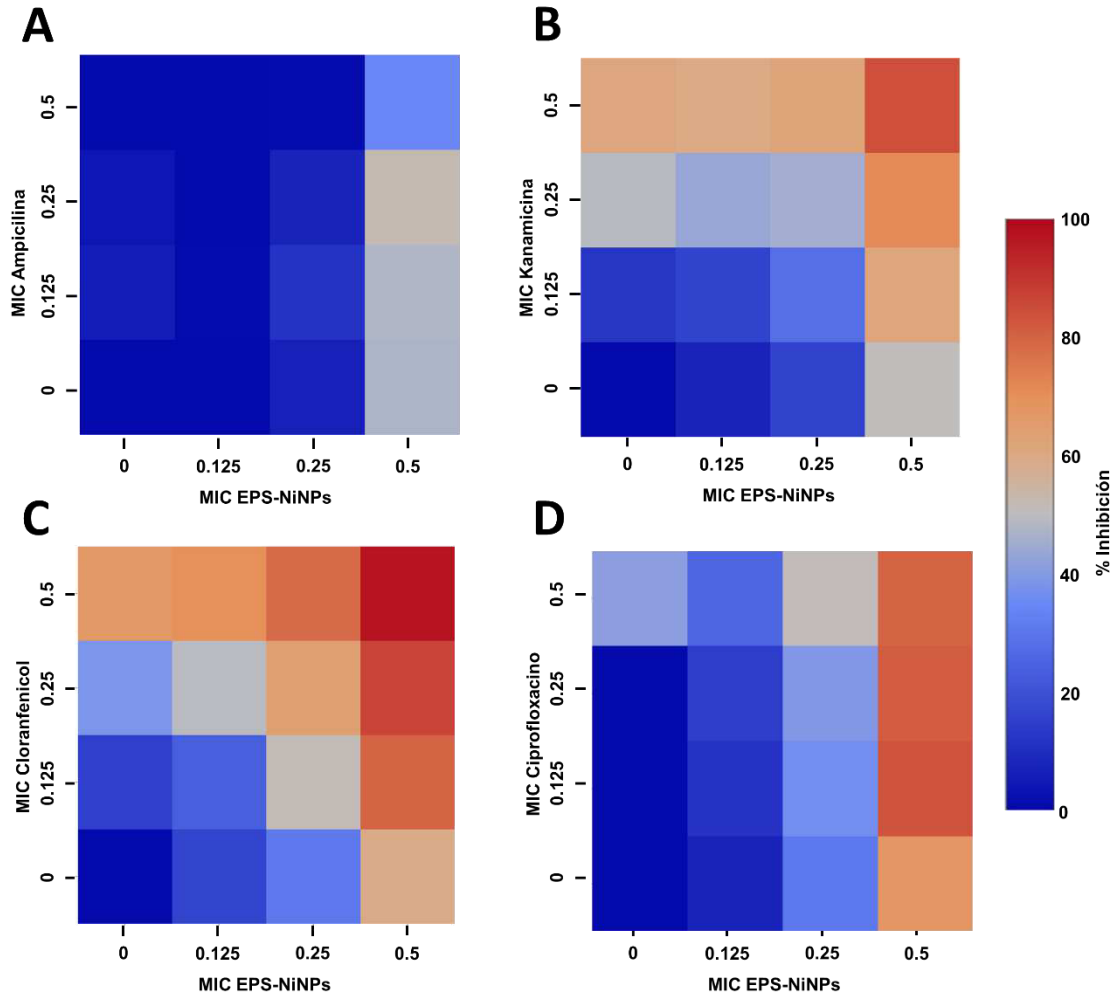 A
MIC Ampicilina
0.5
0.25
0.125
0
0 0.125 0.25 0.5
MIC EPS-NiNPs
B
MIC Kanamicina
0.5
0.25
0.125
0
0 0.125 0.25 0.5
MIC EPS-NiNPs
C
MIC Cloranfenicol
0.5
0.25
0.125
0
0 0.125 0.25 0.5
MIC EPS-NiNPs
D
MIC Ciprofloxacino
0.5
0.25
0.125
0
0 0.125 0.25 0.5
MIC EPS-NiNPs
100
80
60
40
20
0
% Inhibición